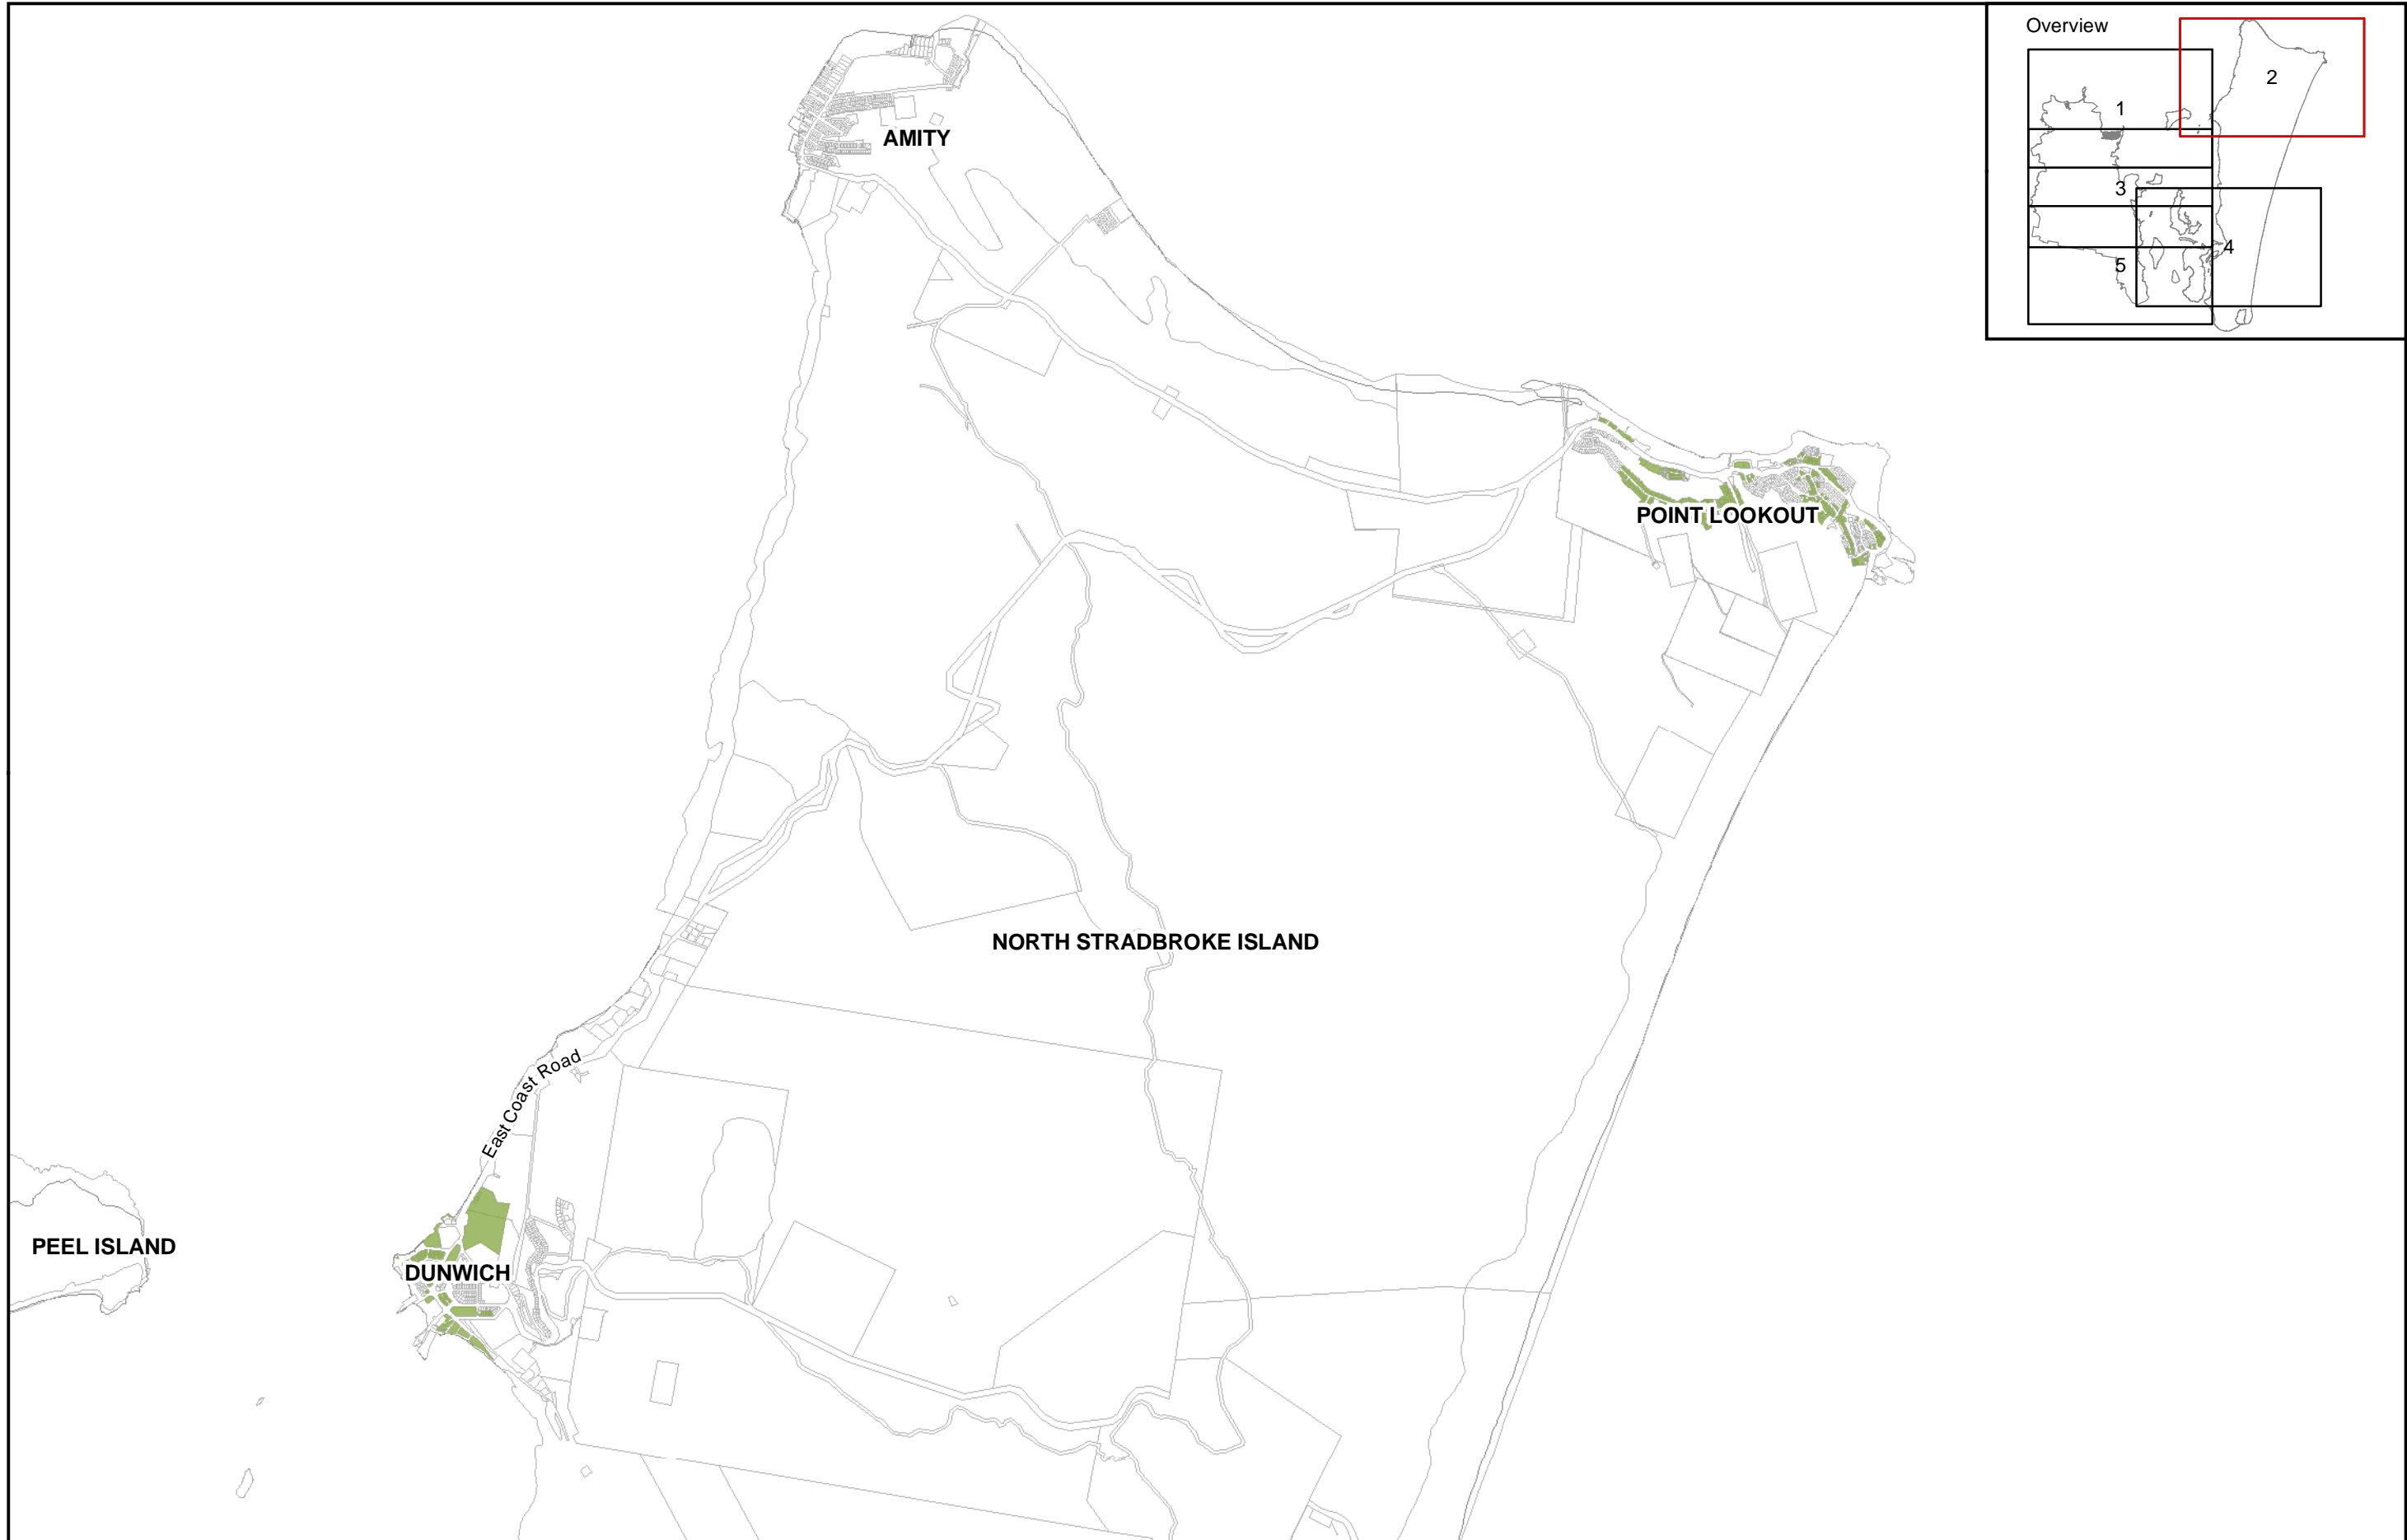 Overview
2
1
3
4
5
AMITY
POINT LOOKOUT
NORTH STRADBROKE ISLAND
East Coast Road
PEEL ISLAND
DUNWICH